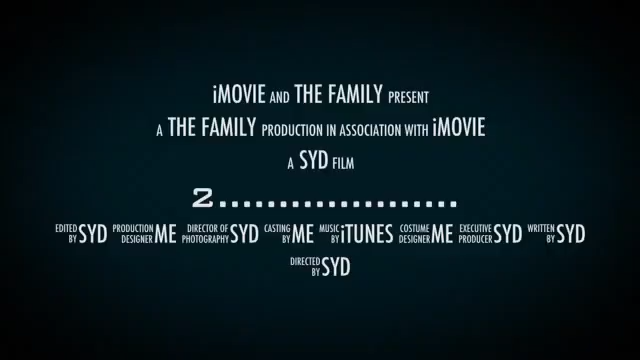 iMOVIE AND THE FAMILY PRESENT
A THE FAMILY PRODUCTION IN ASSOCIATION WITH iMOVIE
A SYD FILM
2....................
EDITED BY SYD PRODUCTION DESIGNER ME DIRECTOR OF PHOTOGRAPHY SYD CASTING BY ME MUSIC BY iTUNES COSTUME DESIGNER ME EXECUTIVE PRODUCER SYD WRITTEN BY SYD
DIRECTED BY SYD